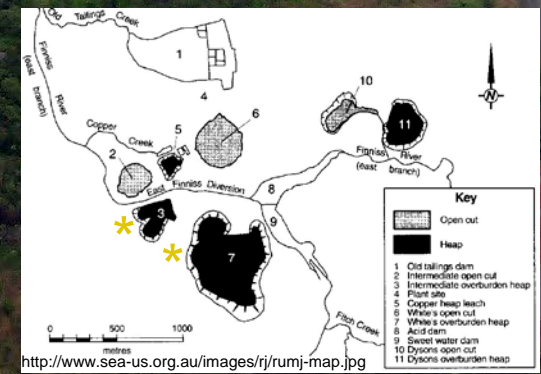 Old Tailings Creek
1
Finniss River (east branch)
4
10
6
Copper Creek
5
11
2
Finniss River
(east branch)
East Finniss Diversion
8
3
9
7
Fitch Creek
N
Key
Open cut
Heap
1 Old tailings dam
2 Intermediate open cut
3 Intermediate overburden heap
4 Plant site
5 Copper heap leach
6 White's open cut
7 White's overburden heap
8 Acid dam
9 Sweet water dam
10 Dysons open cut
11 Dysons overburden heap
0 500 1000
metres
http://www.sea-us.org.au/images/rj/rumj-map.jpg